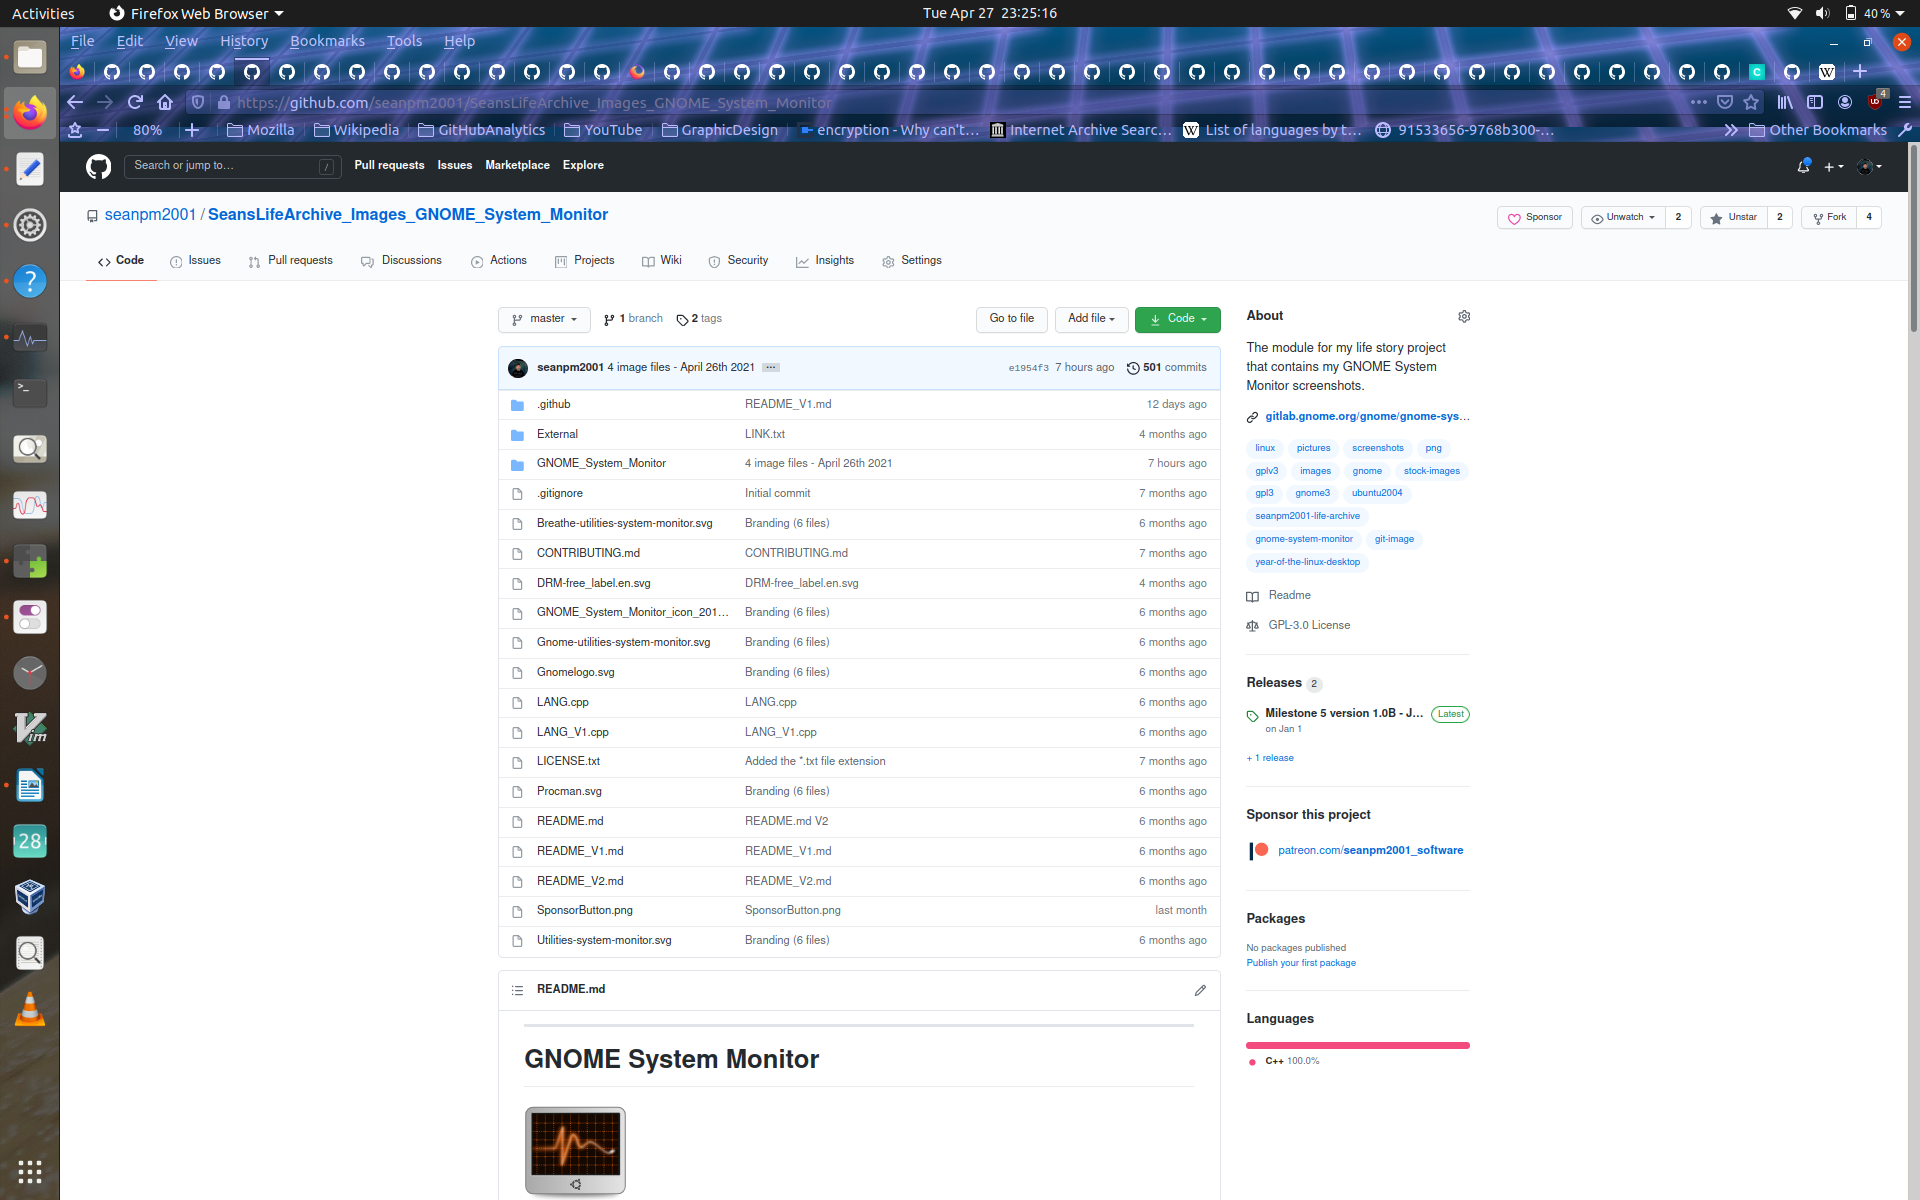 Activities Firefox Web Browser Tue Apr 27 23:25:16 40 %
File Edit View History Bookmarks Tools Help
https://github.com/seanpm2001/SeansLifeArchive_Images_GNOME_System_Monitor 4
80% Mozilla Wikipedia GitHubAnalytics YouTube GraphicDesign encryption - Why can't... Internet Archive Searc... List of languages by t... 91533656-9768b300-... Other Bookmarks
Search or jump to... / Pull requests Issues Marketplace Explore
seanpm2001 / SeansLifeArchive_Images_GNOME_System_Monitor Sponsor Unwatch 2 Unstar 2 Fork 4
Code Issues Pull requests Discussions Actions Projects Wiki Security Insights Settings
master 1 branch 2 tags Go to file Add file Code
seanpm2001 4 image files - April 26th 2021 ... e1954f3 7 hours ago 501 commits
.github README_V1.md 12 days ago
External LINK.txt 4 months ago
GNOME_System_Monitor 4 image files - April 26th 2021 7 hours ago
.gitignore Initial commit 7 months ago
Breathe-utilities-system-monitor.svg Branding (6 files) 6 months ago
CONTRIBUTING.md CONTRIBUTING.md 7 months ago
DRM-free_label.en.svg DRM-free_label.en.svg 4 months ago
GNOME_System_Monitor_icon_201... Branding (6 files) 6 months ago
Gnome-utilities-system-monitor.svg Branding (6 files) 6 months ago
Gnomelogo.svg Branding (6 files) 6 months ago
LANG.cpp LANG.cpp 6 months ago
LANG_V1.cpp LANG_V1.cpp 6 months ago
LICENSE.txt Added the *.txt file extension 7 months ago
Procman.svg Branding (6 files) 6 months ago
README.md README.md V2 6 months ago
README_V1.md README_V1.md 6 months ago
README_V2.md README_V2.md 6 months ago
SponsorButton.png SponsorButton.png last month
Utilities-system-monitor.svg Branding (6 files) 6 months ago
README.md
GNOME System Monitor
About
The module for my life story project
that contains my GNOME System
Monitor screenshots.
gitlab.gnome.org/gnome/gnome-sys...
linux pictures screenshots png
gplv3 images gnome stock-images
gpl3 gnome3 ubuntu2004
seanpm2001-life-archive
gnome-system-monitor git-image
year-of-the-linux-desktop
Readme
GPL-3.0 License
Releases 2
Milestone 5 version 1.0B - J... Latest
on Jan 1
+ 1 release
Sponsor this project
patreon.com/seanpm2001_software
Packages
No packages published
Publish your first package
Languages
C++ 100.0%
28
Vim